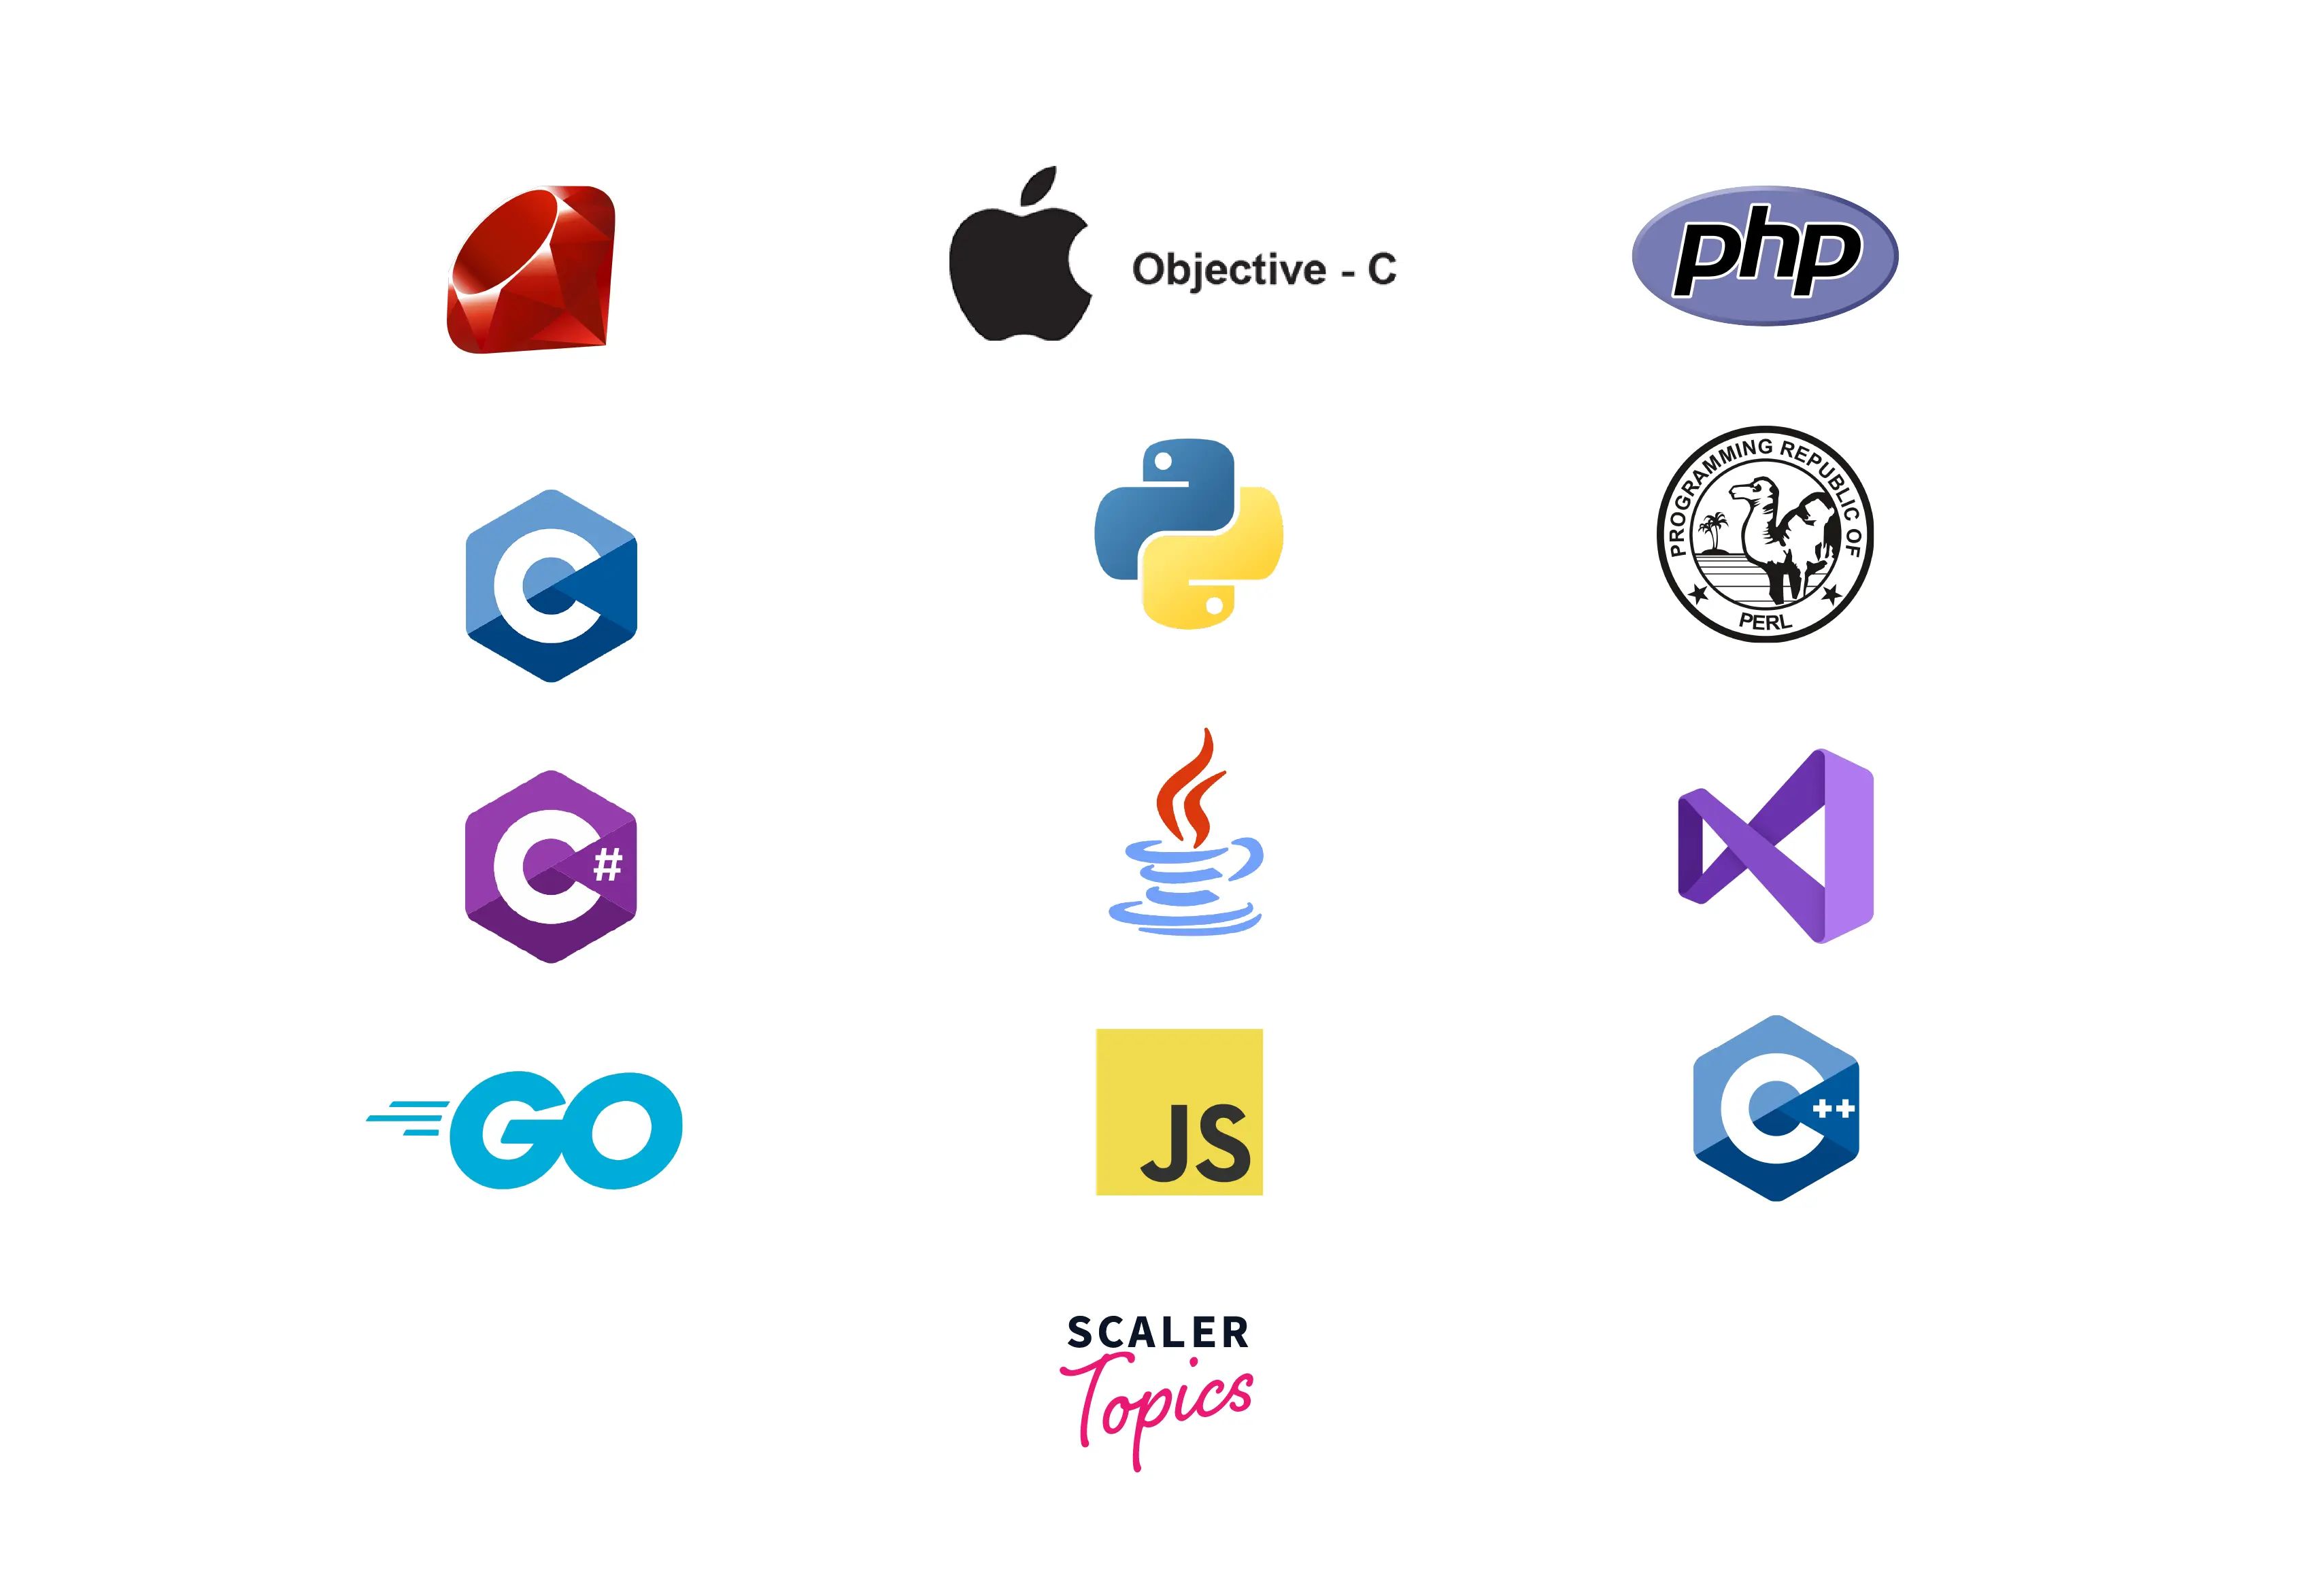 Objective - C
php
PROGRAMMING REPUBLIC OF
PERL
C
C#
GO
JS
C++
SCALER
Topics